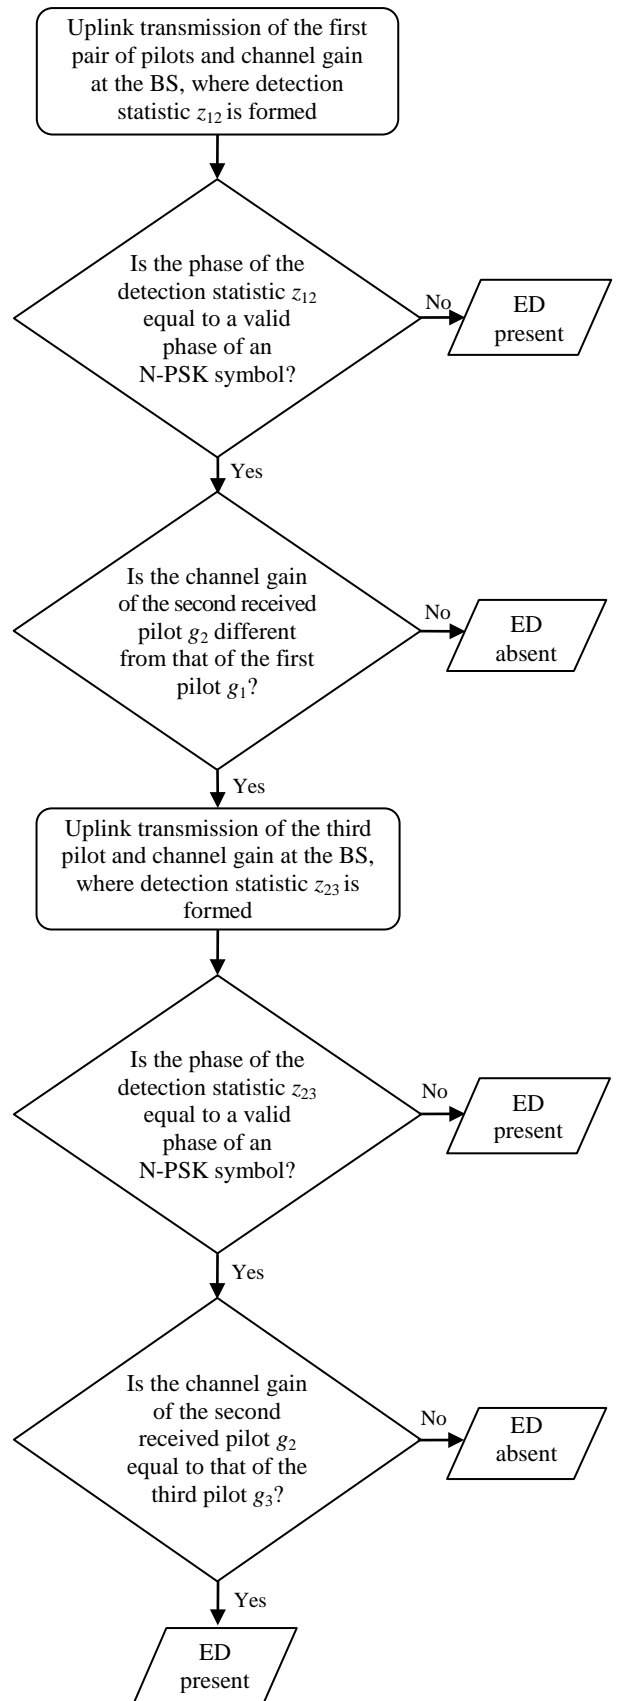 Uplink transmission of the first
pair of pilots and channel gain
at the BS, where detection
statistic z₁₂ is formed
Is the phase of the
detection statistic z₁₂
equal to a valid
phase of an
N-PSK symbol?
No
ED
present
Yes
Is the channel gain
of the second received
pilot g₂ different
from that of the first
pilot g₁?
No
ED
absent
Yes
Uplink transmission of the third
pilot and channel gain at the BS,
where detection statistic z₂₃ is
formed
Is the phase of the
detection statistic z₂₃
equal to a valid
phase of an
N-PSK symbol?
No
ED
present
Yes
Is the channel gain
of the second
received pilot g₂
equal to that of the
third pilot g₃?
No
ED
absent
Yes
ED
present